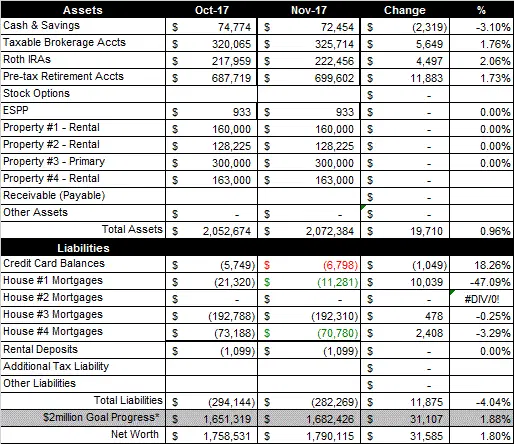 Assets Oct-17 Nov-17 Change %
Cash & Savings $ 74,774 $ 72,454 $ (2,319) -3.10%
Taxable Brokerage Accts $ 320,065 $ 325,714 $ 5,649 1.76%
Roth IRAs $ 217,959 $ 222,456 $ 4,497 2.06%
Pre-tax Retirement Accts $ 687,719 $ 699,602 $ 11,883 1.73%
Stock Options $ -
ESPP $ 933 $ 933 $ - 0.00%
Property #1 - Rental $ 160,000 $ 160,000 $ - 0.00%
Property #2 - Rental $ 128,225 $ 128,225 $ - 0.00%
Property #3 - Primary $ 300,000 $ 300,000 $ - 0.00%
Property #4 - Rental $ 163,000 $ 163,000 $ -
Receivable (Payable) $ -
Other Assets $ - $ - $ -
Total Assets $ 2,052,674 $ 2,072,384 $ 19,710 0.96%
Liabilities
Credit Card Balances $ (5,749) $ (6,798) $ (1,049) 18.26%
House #1 Mortgages $ (21,320) $ (11,281) $ 10,039 -47.09%
House #2 Mortgages $ - $ - $ - #DIV/0!
House #3 Mortgages $ (192,788) $ (192,310) $ 478 -0.25%
House #4 Mortgages $ (73,188) $ (70,780) $ 2,408 -3.29%
Rental Deposits $ (1,099) $ (1,099) $ - 0.00%
Additional Tax Liability $ -
Other Liabilities $ -
Total Liabilities $ (294,144) $ (282,269) $ 11,875 -4.04%
$2million Goal Progress* $ 1,651,319 $ 1,682,426 $ 31,107 1.88%
Net Worth $ 1,758,531 $ 1,790,115 $ 31,585 1.80%